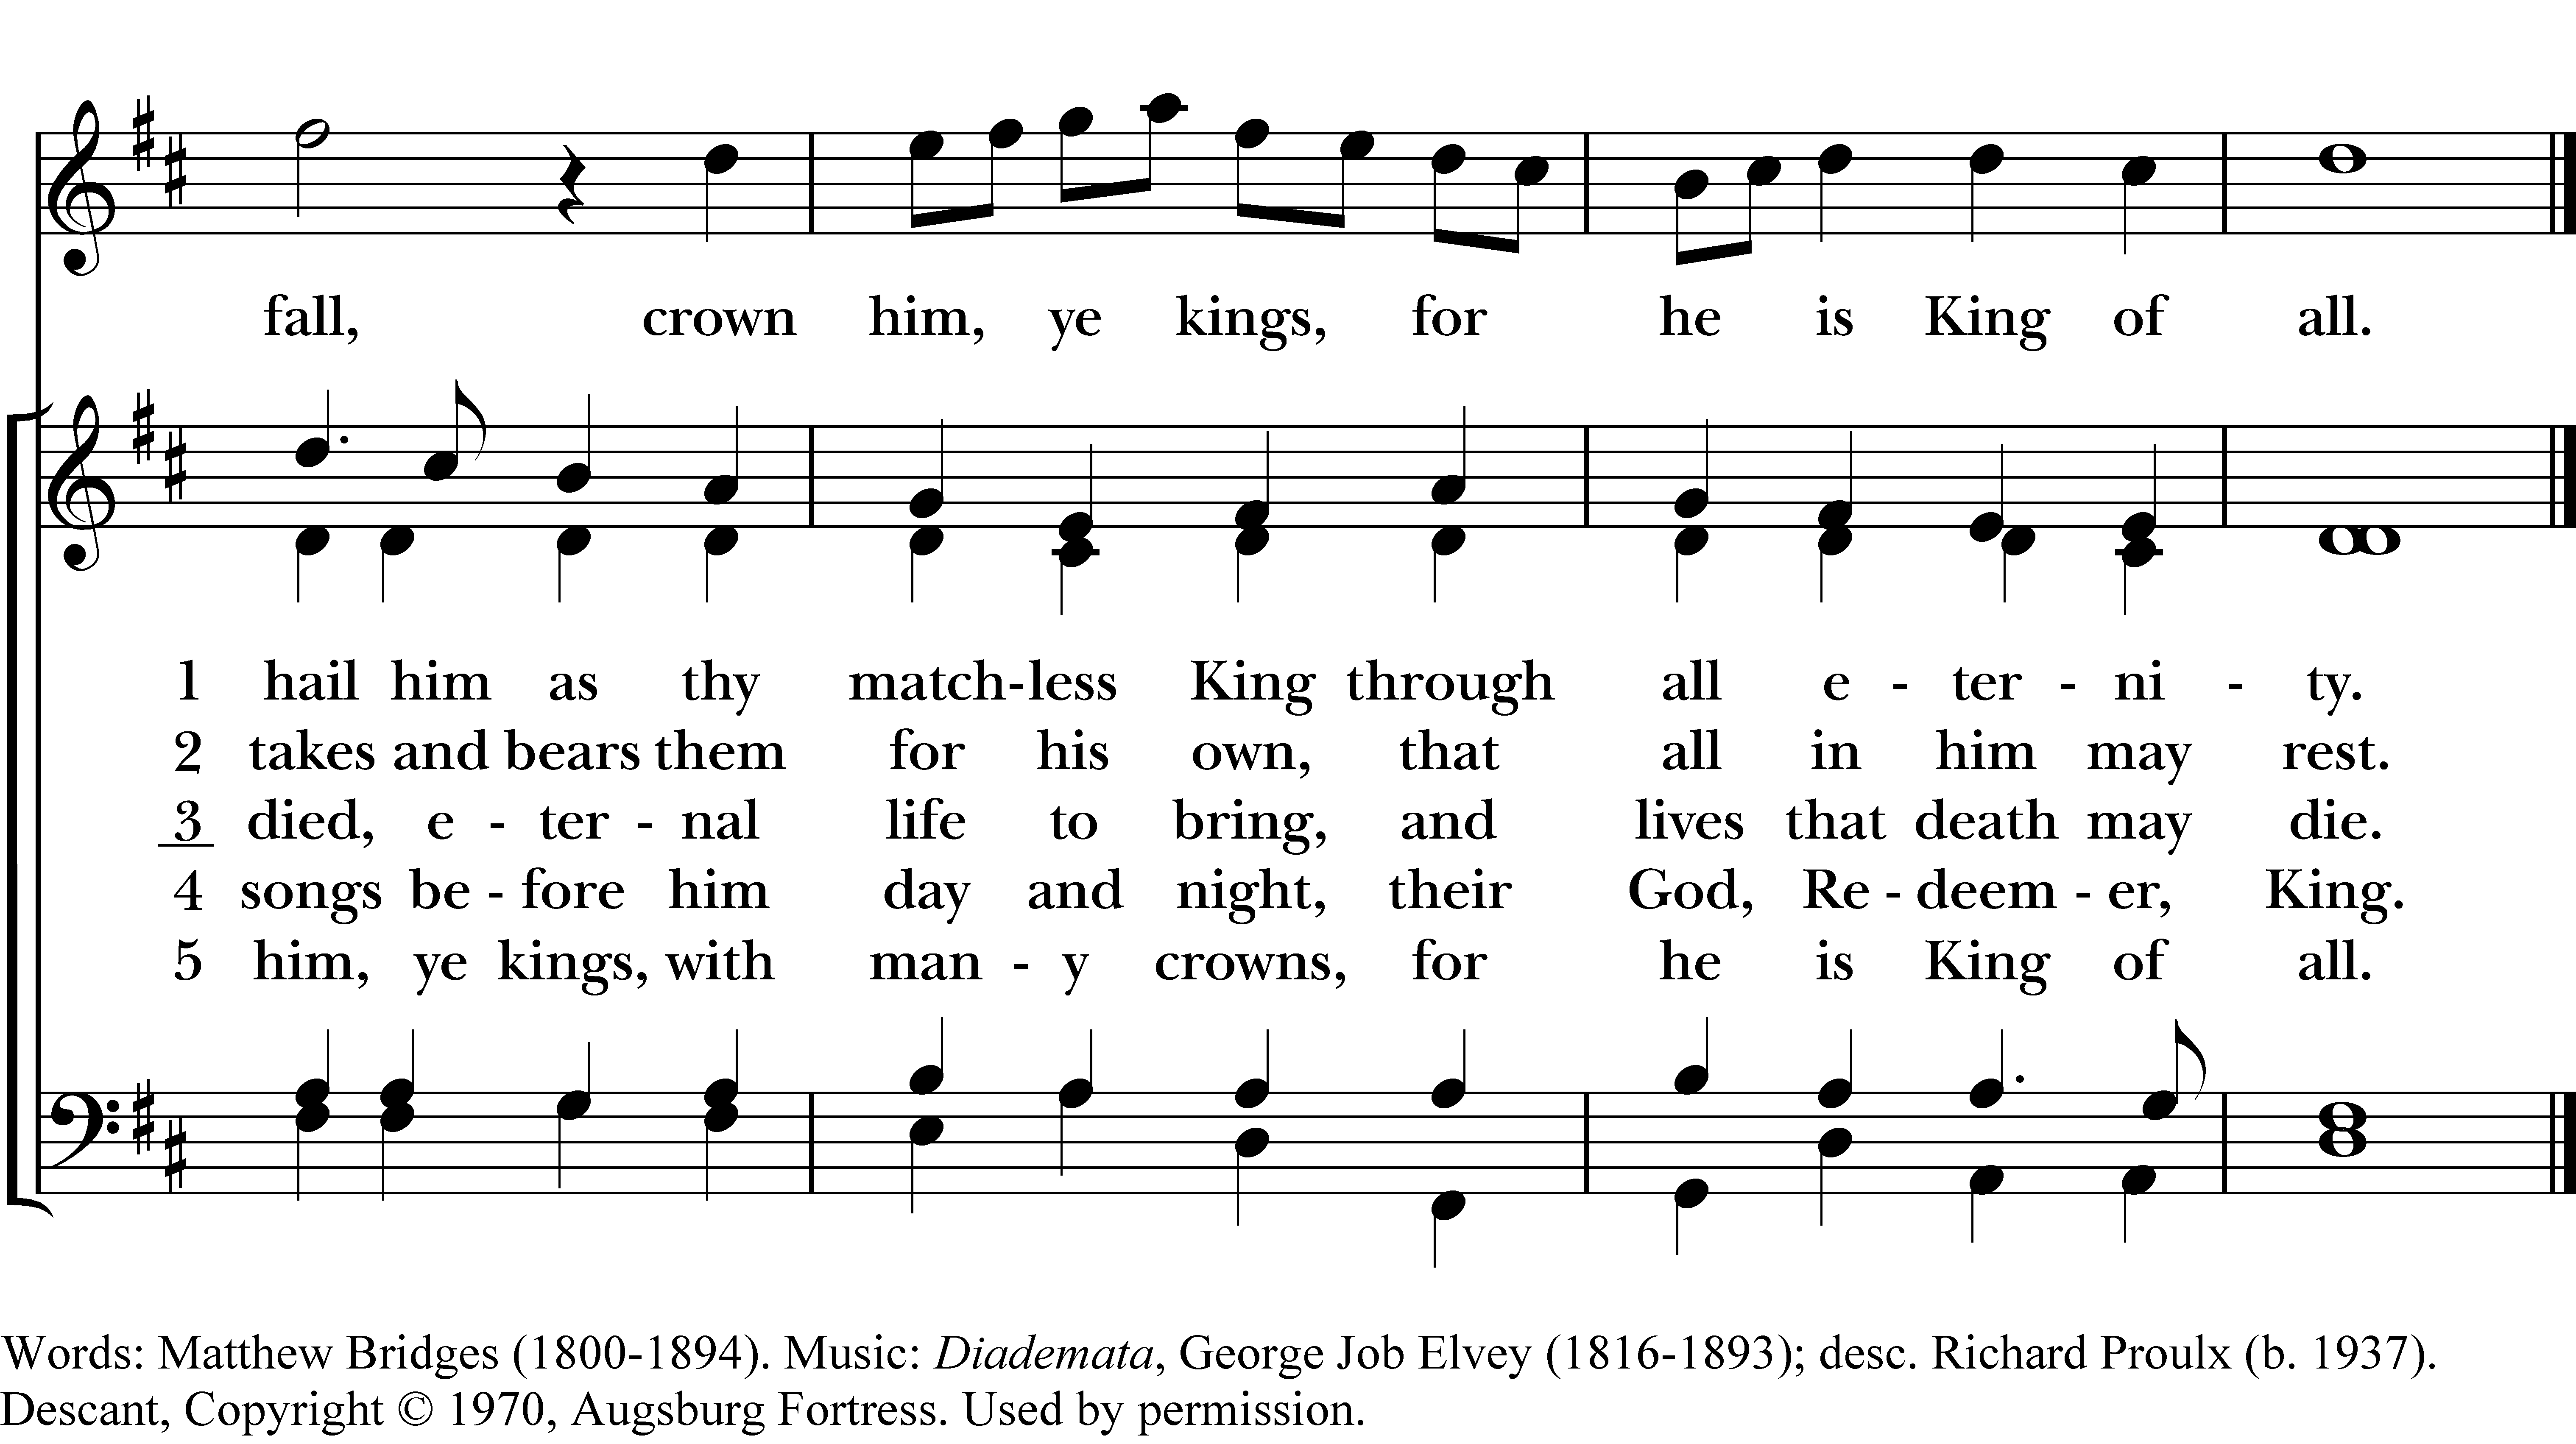 fall, crown him, ye kings, for he is King of all.
1 hail him as thy match-less King through all e - ter - ni - ty.
2 takes and bears them for his own, that all in him may rest.
3 died, e - ter - nal life to bring, and lives that death may die.
4 songs be - fore him day and night, their God, Re - deem - er, King.
5 him, ye kings, with man - y crowns, for he is King of all.
Words: Matthew Bridges (1800-1894). Music: Diademata, George Job Elvey (1816-1893); desc. Richard Proulx (b. 1937).
Descant, Copyright © 1970, Augsburg Fortress. Used by permission.